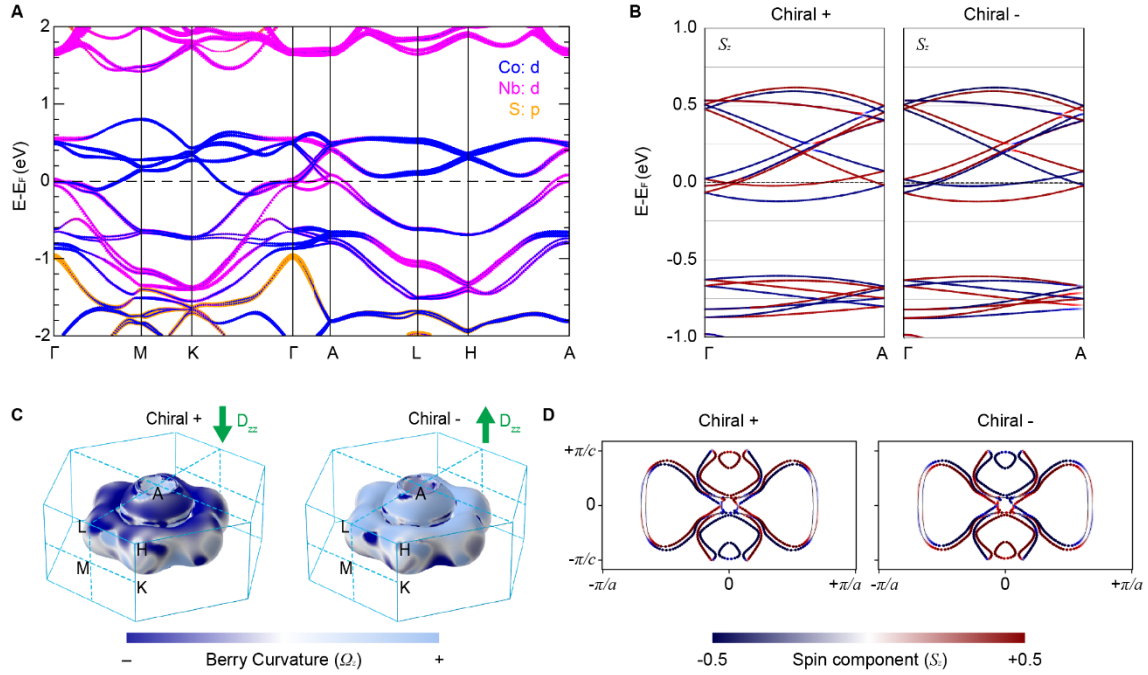 A
2
1
0
-1
-2
E-EF (eV)
Co: d
Nb: d
S: p
Γ
M
K
Γ
A
L
H
A
B
Chiral +
Chiral -
Sz
Sz
1.0
0.5
0.0
-0.5
-1.0
E-EF (eV)
Γ
A
Γ
A
C
Chiral +
Dzz
Chiral -
Dzz
A
L
H
M
K
A
L
H
M
K
– Berry Curvature (Ωz) +
D
Chiral +
Chiral -
+π/c
0
-π/c
-π/a
0
+π/a
-π/a
0
+π/a
-0.5 Spin component (Sz) +0.5